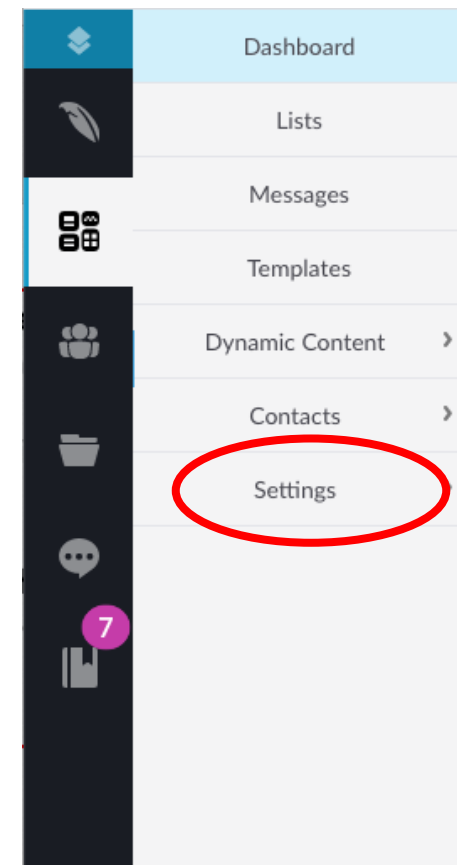 Dashboard
Lists
Messages
Templates
Dynamic Content
Contacts
Settings
7